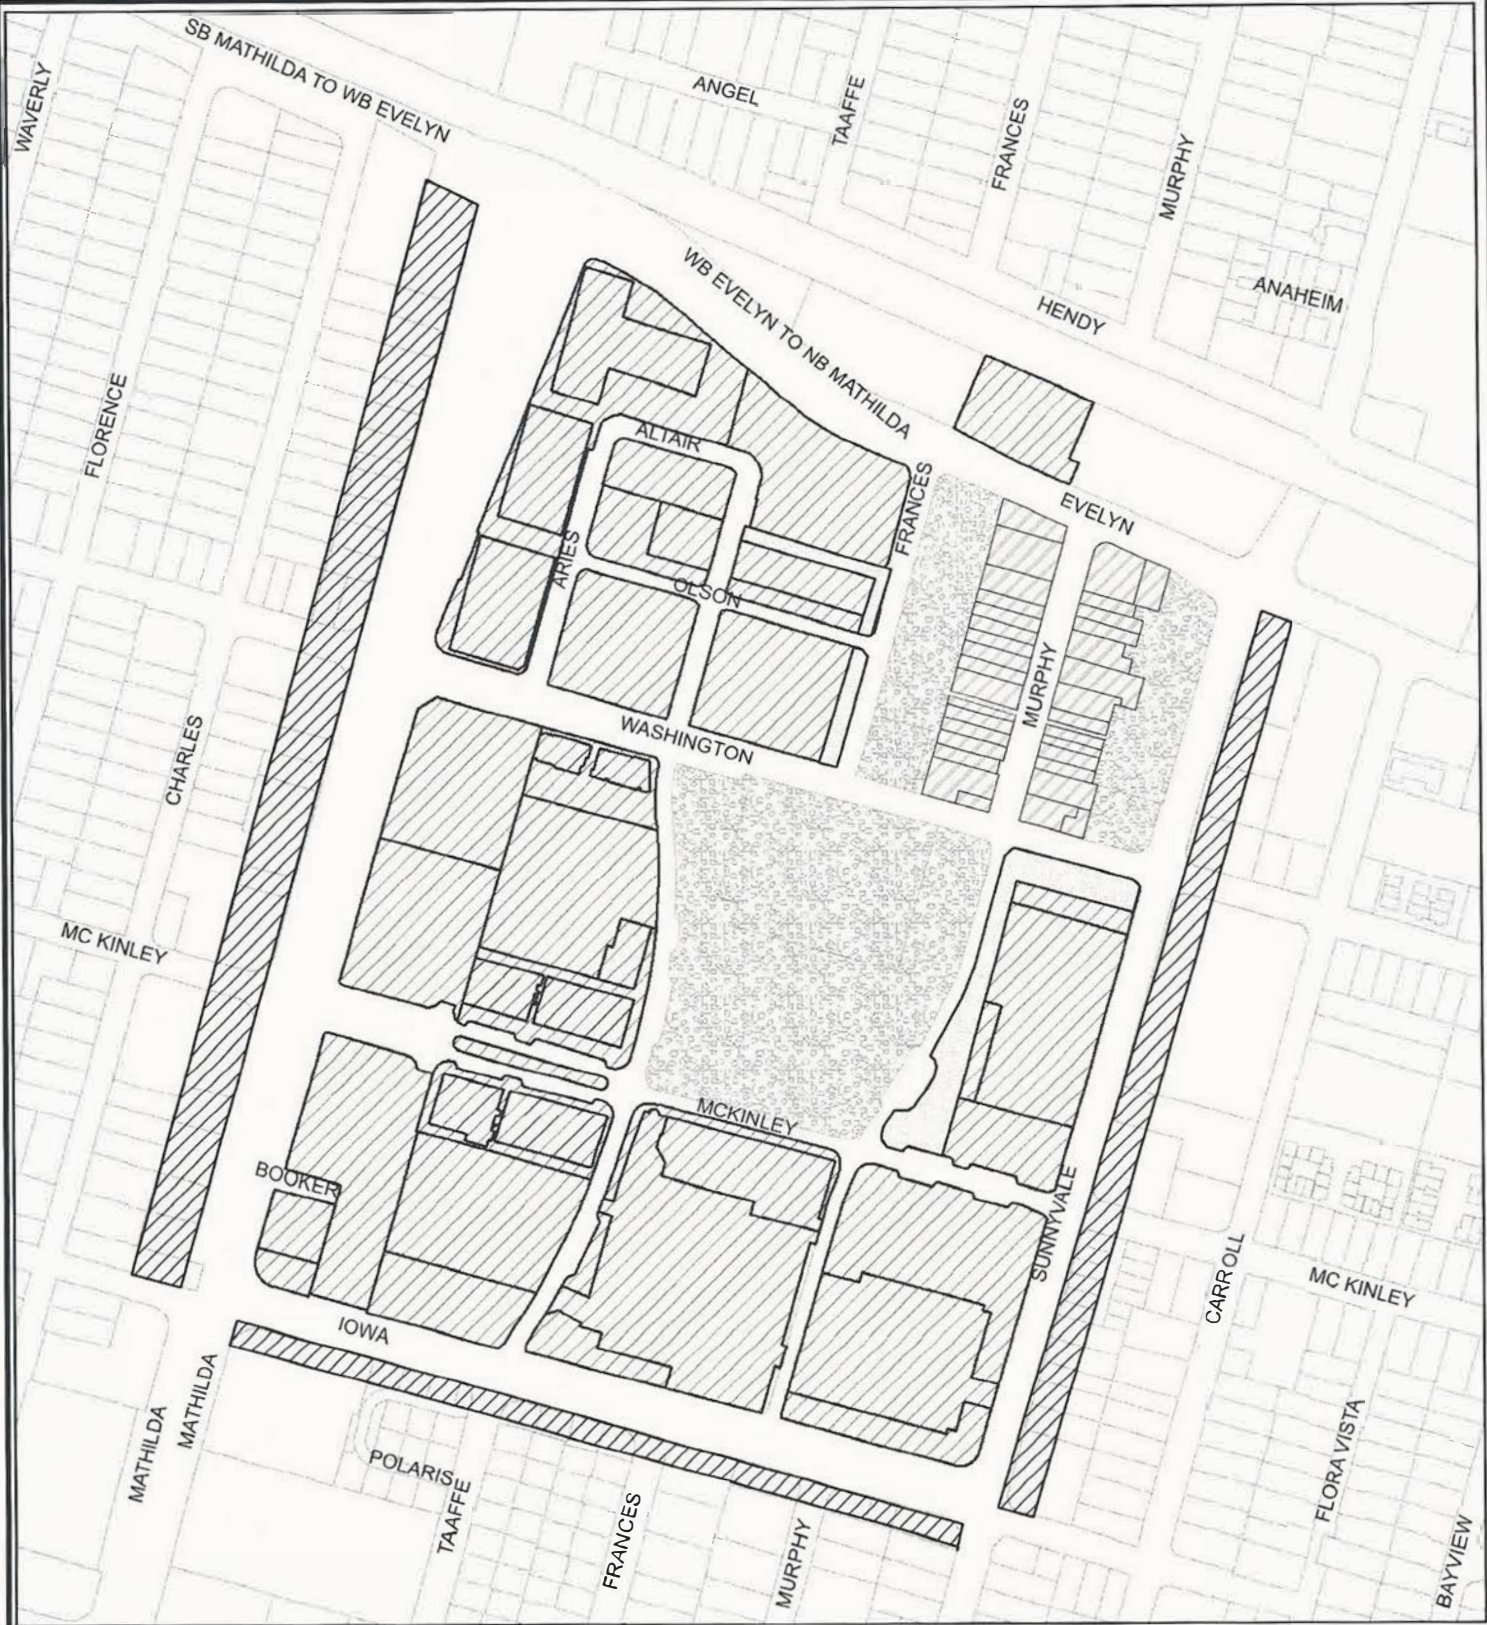 SB MATHILDA TO WB EVELYN
WAVERLY
ANGEL
TAAFFE
FRANCES
MURPHY
ANAHEIM
HENDY
WB EVELYN TO NB MATHILDA
FLORENCE
ALTAIR
FRANCES
EVELYN
ARIES
OLSON
MURPHY
WASHINGTON
CHARLES
MC KINLEY
MCKINLEY
BOOKER
SUNNYVALE
CARROLL
MC KINLEY
IOWA
MATHILDA
MATHILDA
POLARIS
TAAFFE
FRANCES
MURPHY
FLORA VISTA
BAYVIEW